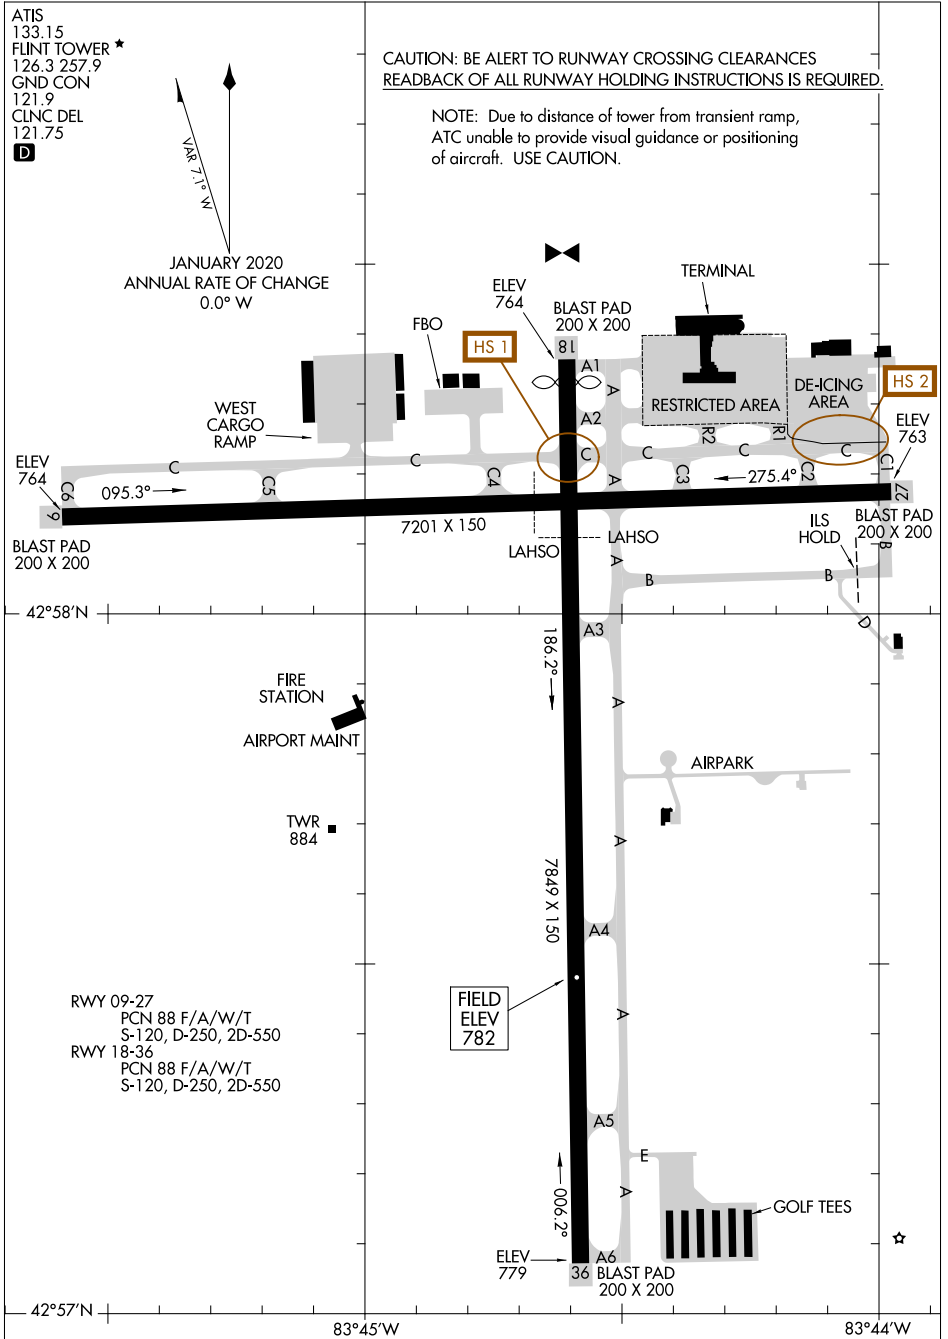 ATIS
133.15
FLINT TOWER
126.3 257.9
GND CON
121.9
CLNC DEL
121.75
D
CAUTION: BE ALERT TO RUNWAY CROSSING CLEARANCES
READBACK OF ALL RUNWAY HOLDING INSTRUCTIONS IS REQUIRED.
NOTE: Due to distance of tower from transient ramp,
ATC unable to provide visual guidance or positioning
of aircraft. USE CAUTION.
VAR 7.1° W
JANUARY 2020
ANNUAL RATE OF CHANGE
0.0° W
ELEV
764
BLAST PAD
200 X 200
TERMINAL
FBO
HS 1
18
A1
A
HS 2
WEST
CARGO
RAMP
A2
RESTRICTED AREA
DE-ICING
AREA
R2
R1
ELEV
763
ELEV
764
C
C
C
C
C
C
C6
C5
C4
C3
C2
C1
A
095.3°
275.4°
9
27
7201 X 150
BLAST PAD
200 X 200
LAHSO
LAHSO
ILS
HOLD
BLAST PAD
200 X 200
A
B
B
B
D
42°58'N
A3
186.2°
FIRE
STATION
AIRPORT MAINT
A
AIRPARK
TWR
884
A
7849 X 150
A4
RWY 09-27
PCN 88 F/A/W/T
S-120, D-250, 2D-550
RWY 18-36
PCN 88 F/A/W/T
S-120, D-250, 2D-550
FIELD
ELEV
782
A
A5
E
A
006.2°
GOLF TEES
ELEV
779
A6
36
BLAST PAD
200 X 200
42°57'N
83°45'W
83°44'W